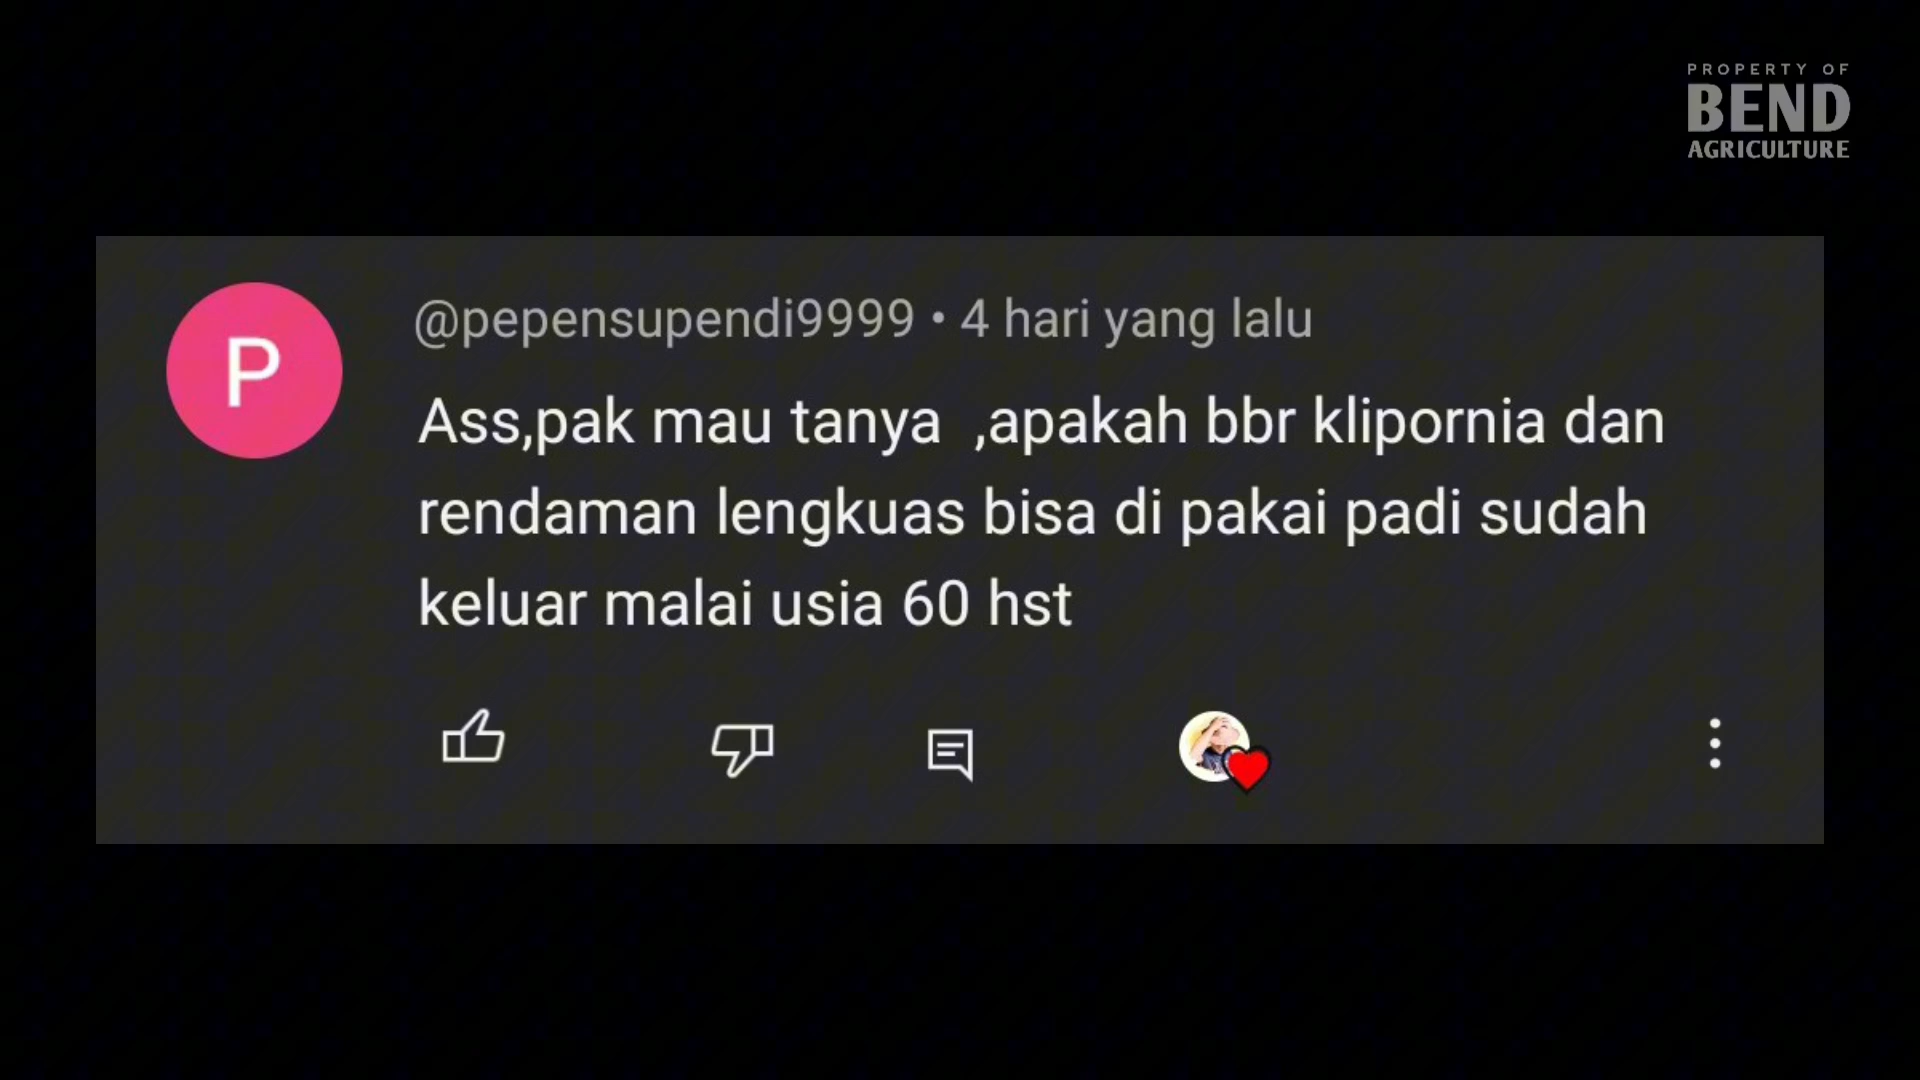 PROPERTY OF
BEND
AGRICULTURE
P
@pepensupendi9999 • 4 hari yang lalu
Ass,pak mau tanya  ,apakah bbr klipornia dan
rendaman lengkuas bisa di pakai padi sudah
keluar malai usia 60 hst